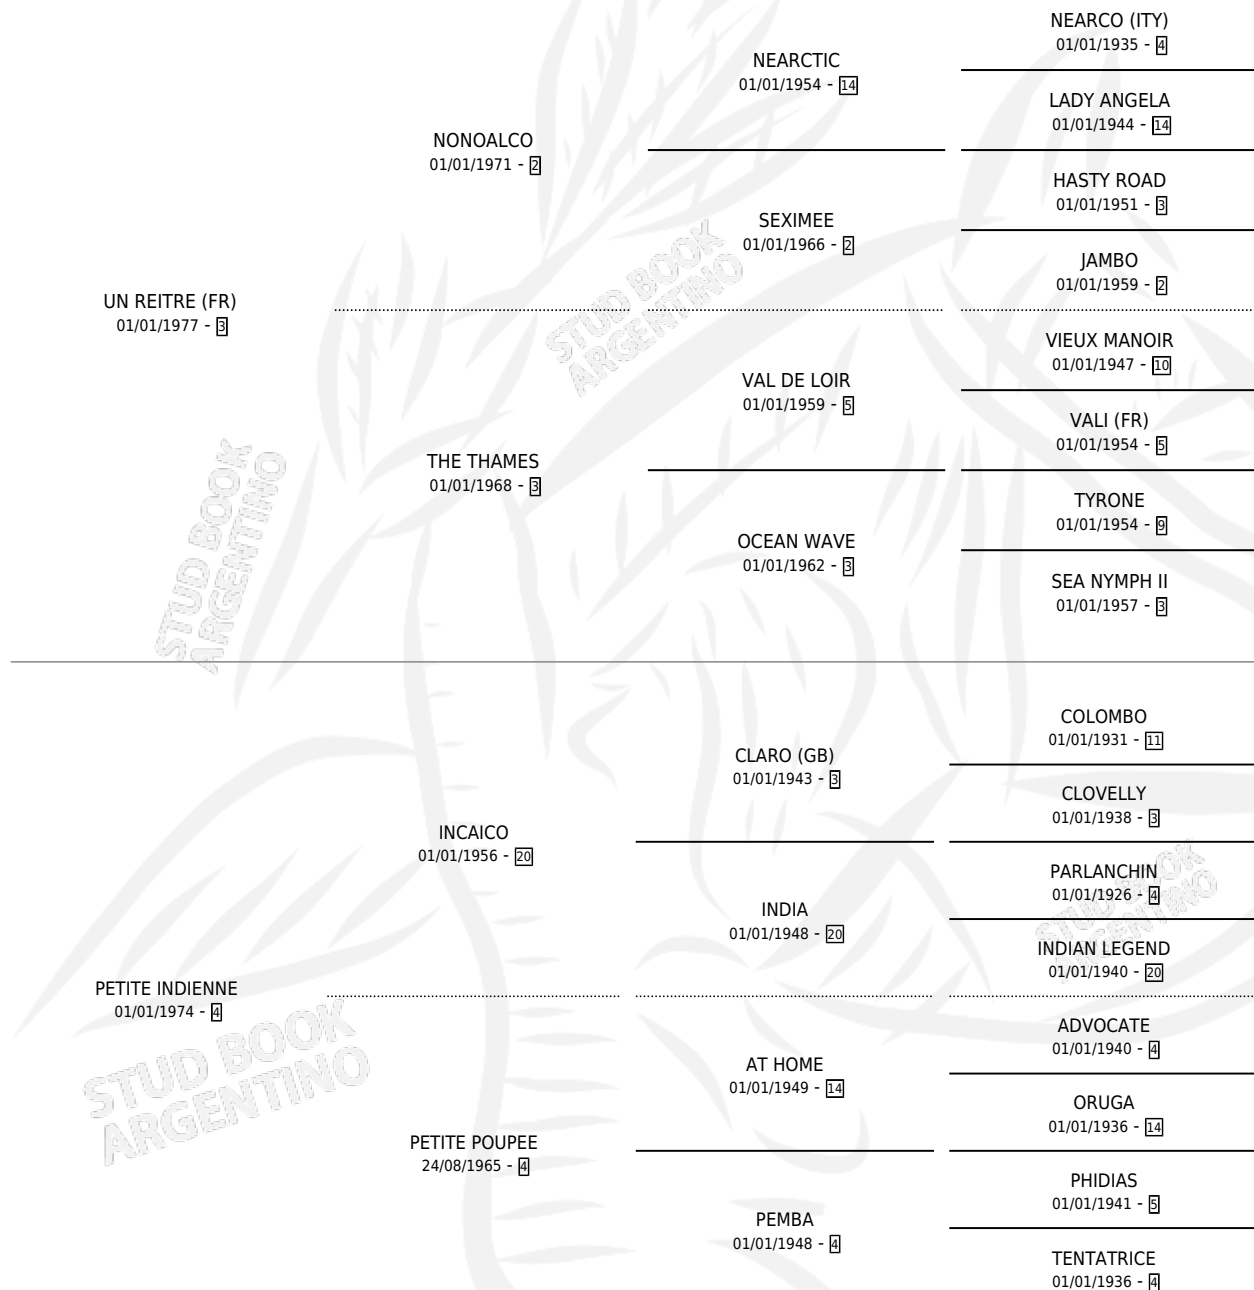 NEARCO (ITY)
01/01/1935 - 4
NEARCTIC
01/01/1954 - 14
LADY ANGELA
01/01/1944 - 14
NONOALCO
01/01/1971 - 2
HASTY ROAD
01/01/1951 - 3
SEXIMEE
01/01/1966 - 2
JAMBO
01/01/1959 - 2
UN REITRE (FR)
01/01/1977 - 3
VIEUX MANOIR
01/01/1947 - 10
VAL DE LOIR
01/01/1959 - 5
VALI (FR)
01/01/1954 - 5
THE THAMES
01/01/1968 - 3
TYRONE
01/01/1954 - 9
OCEAN WAVE
01/01/1962 - 3
SEA NYMPH II
01/01/1957 - 3
COLOMBO
01/01/1931 - 11
CLARO (GB)
01/01/1943 - 3
CLOVELLY
01/01/1938 - 3
INCAICO
01/01/1956 - 20
PARLANCHIN
01/01/1926 - 4
INDIA
01/01/1948 - 20
INDIAN LEGEND
01/01/1940 - 20
PETITE INDIENNE
01/01/1974 - 4
ADVOCATE
01/01/1940 - 4
AT HOME
01/01/1949 - 14
ORUGA
01/01/1936 - 14
PETITE POUPEE
24/08/1965 - 4
PHIDIAS
01/01/1941 - 5
PEMBA
01/01/1948 - 4
TENTATRICE
01/01/1936 - 4
STUD BOOK
ARGENTINO
STUD BOOK
ARGENTINO
STUD BOOK
ARGENTINO
STUD BOOK
ARGENTINO